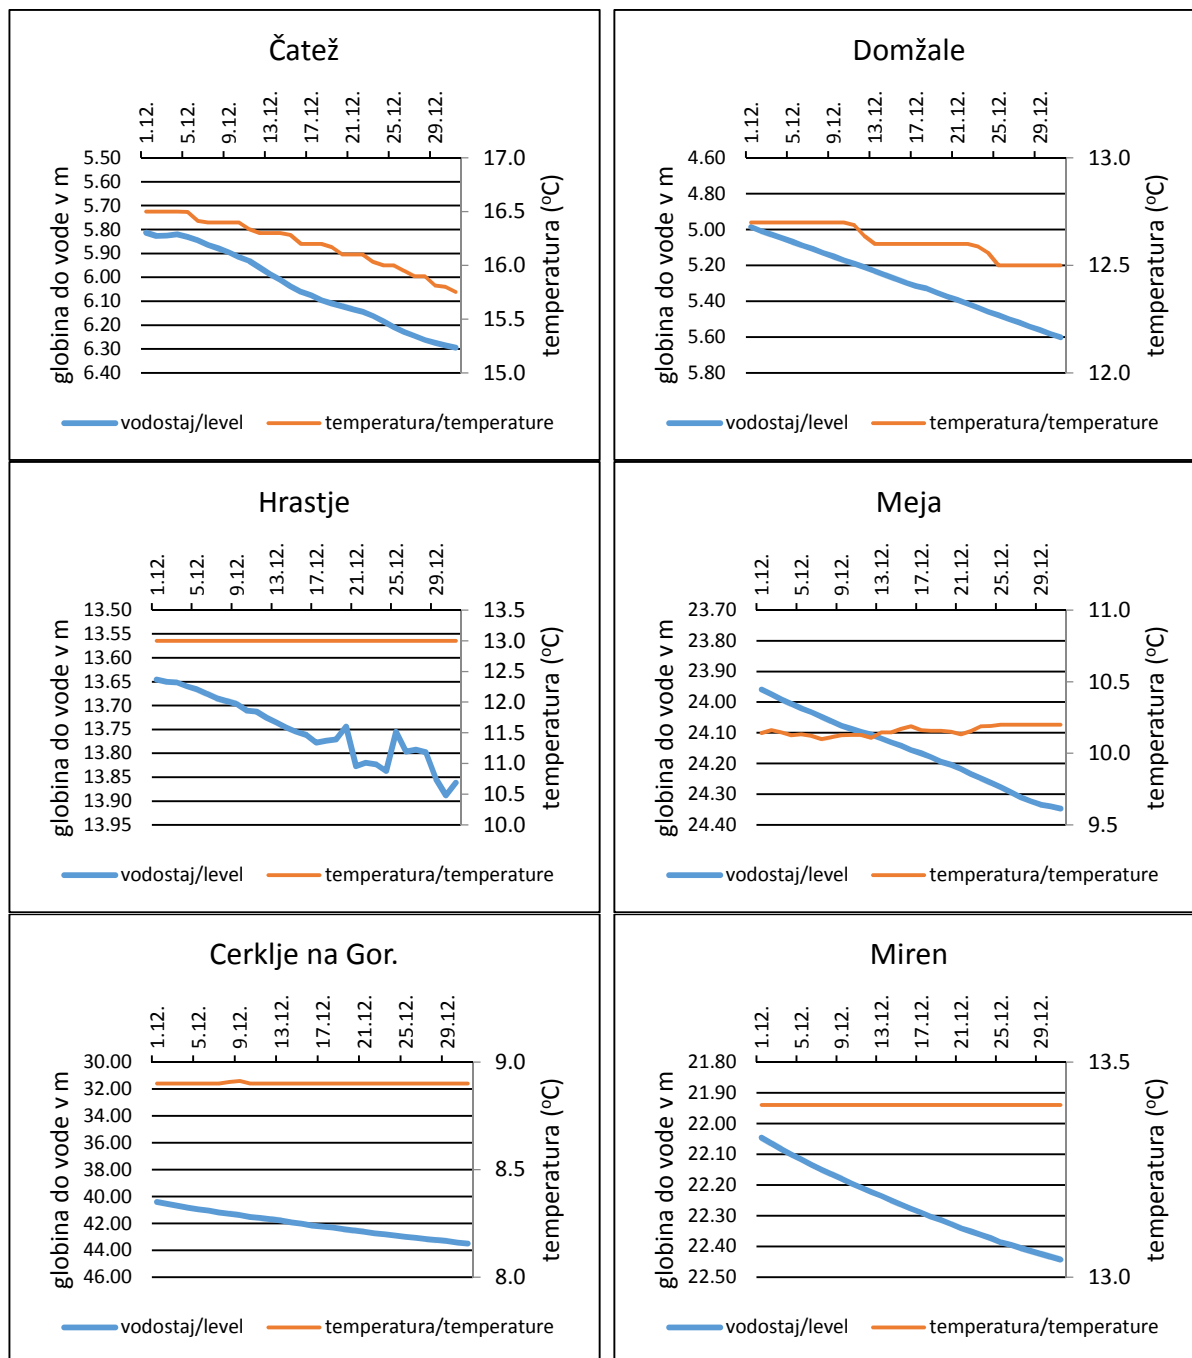 Čatež
1.12. 5.12. 9.12. 13.12. 17.12. 21.12. 25.12. 29.12.
globina do vode v m
5.50
5.60
5.70
5.80
5.90
6.00
6.10
6.20
6.30
6.40
17.0
16.5
16.0
15.5
15.0
temperatura (ºC)
vodostaj/level temperatura/temperature
Domžale
1.12. 5.12. 9.12. 13.12. 17.12. 21.12. 25.12. 29.12.
globina do vode v m
4.60
4.80
5.00
5.20
5.40
5.60
5.80
13.0
12.5
12.0
temperatura (ºC)
vodostaj/level temperatura/temperature
Hrastje
1.12. 5.12. 9.12. 13.12. 17.12. 21.12. 25.12. 29.12.
globina do vode v m
13.50
13.55
13.60
13.65
13.70
13.75
13.80
13.85
13.90
13.95
13.5
13.0
12.5
12.0
11.5
11.0
10.5
10.0
temperatura (ºC)
vodostaj/level temperatura/temperature
Meja
1.12. 5.12. 9.12. 13.12. 17.12. 21.12. 25.12. 29.12.
globina do vode v m
23.70
23.80
23.90
24.00
24.10
24.20
24.30
24.40
11.0
10.5
10.0
9.5
temperatura (ºC)
vodostaj/level temperatura/temperature
Cerklje na Gor.
1.12. 5.12. 9.12. 13.12. 17.12. 21.12. 25.12. 29.12.
globina do vode v m
30.00
32.00
34.00
36.00
38.00
40.00
42.00
44.00
46.00
9.0
8.5
8.0
temperatura (ºC)
vodostaj/level temperatura/temperature
Miren
1.12. 5.12. 9.12. 13.12. 17.12. 21.12. 25.12. 29.12.
globina do vode v m
21.80
21.90
22.00
22.10
22.20
22.30
22.40
22.50
13.5
13.0
temperatura (ºC)
vodostaj/level temperatura/temperature